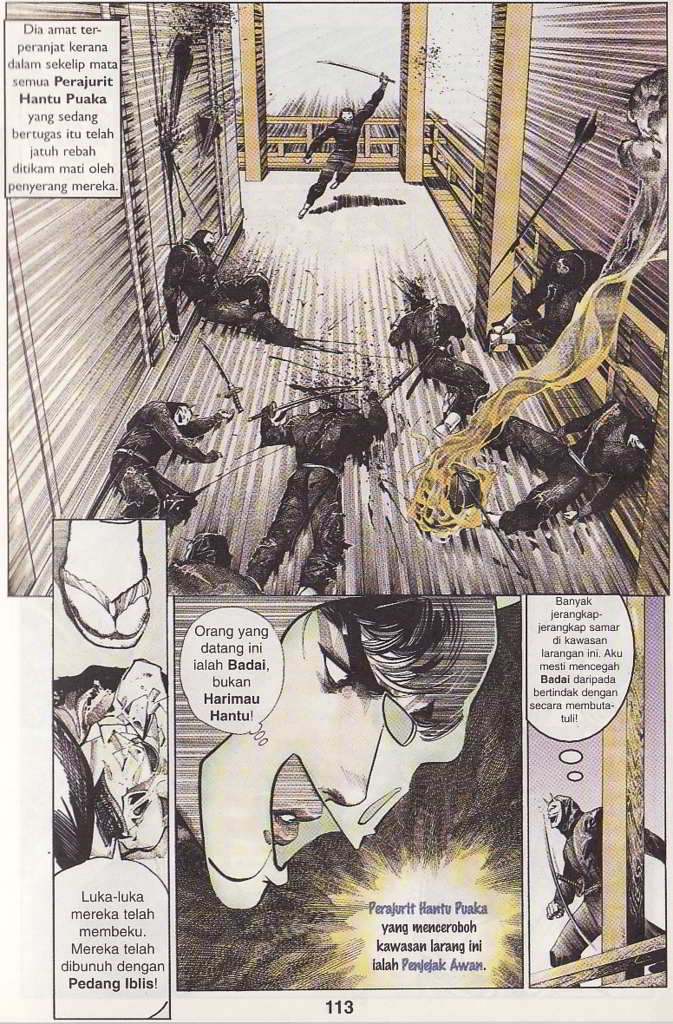 Dia amat ter-
peranjat kerana
dalam sekelip mata
semua Perajurit
Hantu Puaka
yang sedang
bertugas itu telah
jatuh rebah
ditikam mati oleh
penyerang mereka.
Luka-luka
mereka telah
membeku.
Mereka telah
dibunuh dengan
Pedang Iblis!
Orang yang
datang ini
ialah Badai,
bukan
Harimau
Hantu!
Perajurit Hantu Puaka
yang menceroboh
kawasan larang ini
ialah Penjejak Awan.
Banyak
jerangkap-
jerangkap samar
di kawasan
larangan ini. Aku
mesti mencegah
Badai daripada
bertindak dengan
secara membuta-
tuli!
113